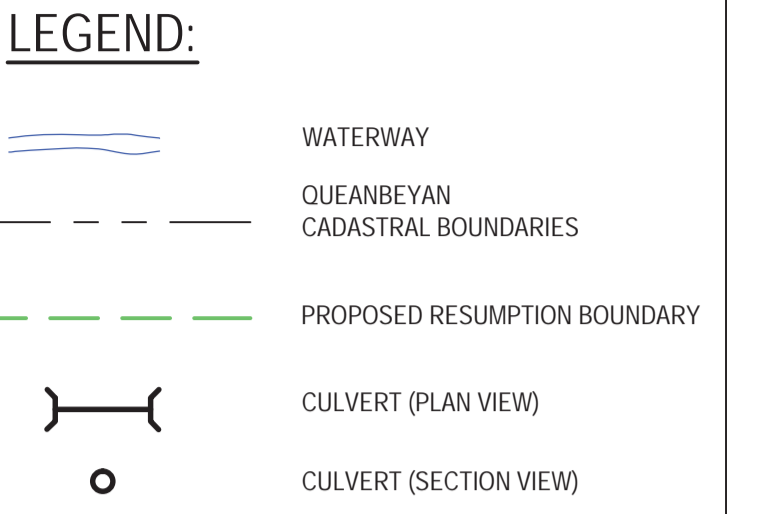 LEGEND:
WATERWAY
QUEANBEYAN
CADASTRAL BOUNDARIES
PROPOSED RESUMPTION BOUNDARY
CULVERT (PLAN VIEW)
CULVERT (SECTION VIEW)